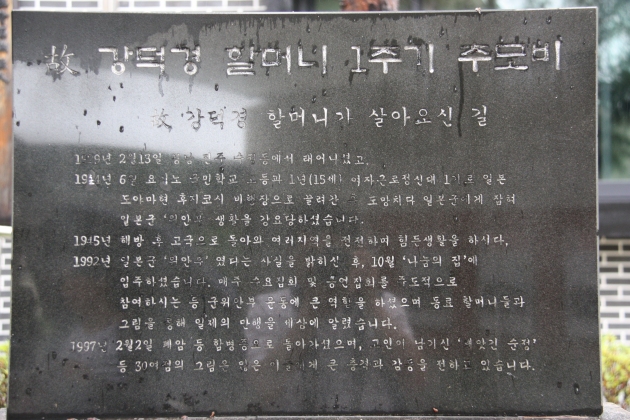 故 강덕경 할머니 1주기 추도비
故 강덕경 할머니가 살아오신 길
2월13일 경남 진주 수정동에서 태어나셨고,
6월 요시노 국민학교 고등과 1년(15세) 여자근로정신대 1기로 일본
도야마현 후지코시 비행장으로 끌려간 후 도망치다 일본군에게 잡혀
일본군 '위안부' 생활을 강요당하셨습니다.
1945년 해방 후 고국으로 돌아와 여러지역을 전전하며 힘든생활을 하시다,
1992년 일본군 '위안부' 였다는 사실을 밝히신 후, 10월 '나눔의 집'에
입주하셨습니다. 매주 수요집회 및 증언집회를 주도적으로
참여하시는 등 군위안부 운동에 큰 역할을 하셨으며 동료 할머니들과
그림을 통해 일제의 만행을 세상에 알렸습니다.
1997년 2월2일 폐암 등 합병증으로 돌아가셨으며, 고인이 남기신 '빼앗긴 순정'
등 30여점의 그림은 많은 이들에게 큰 충격과 감동을 전하고 있습니다.